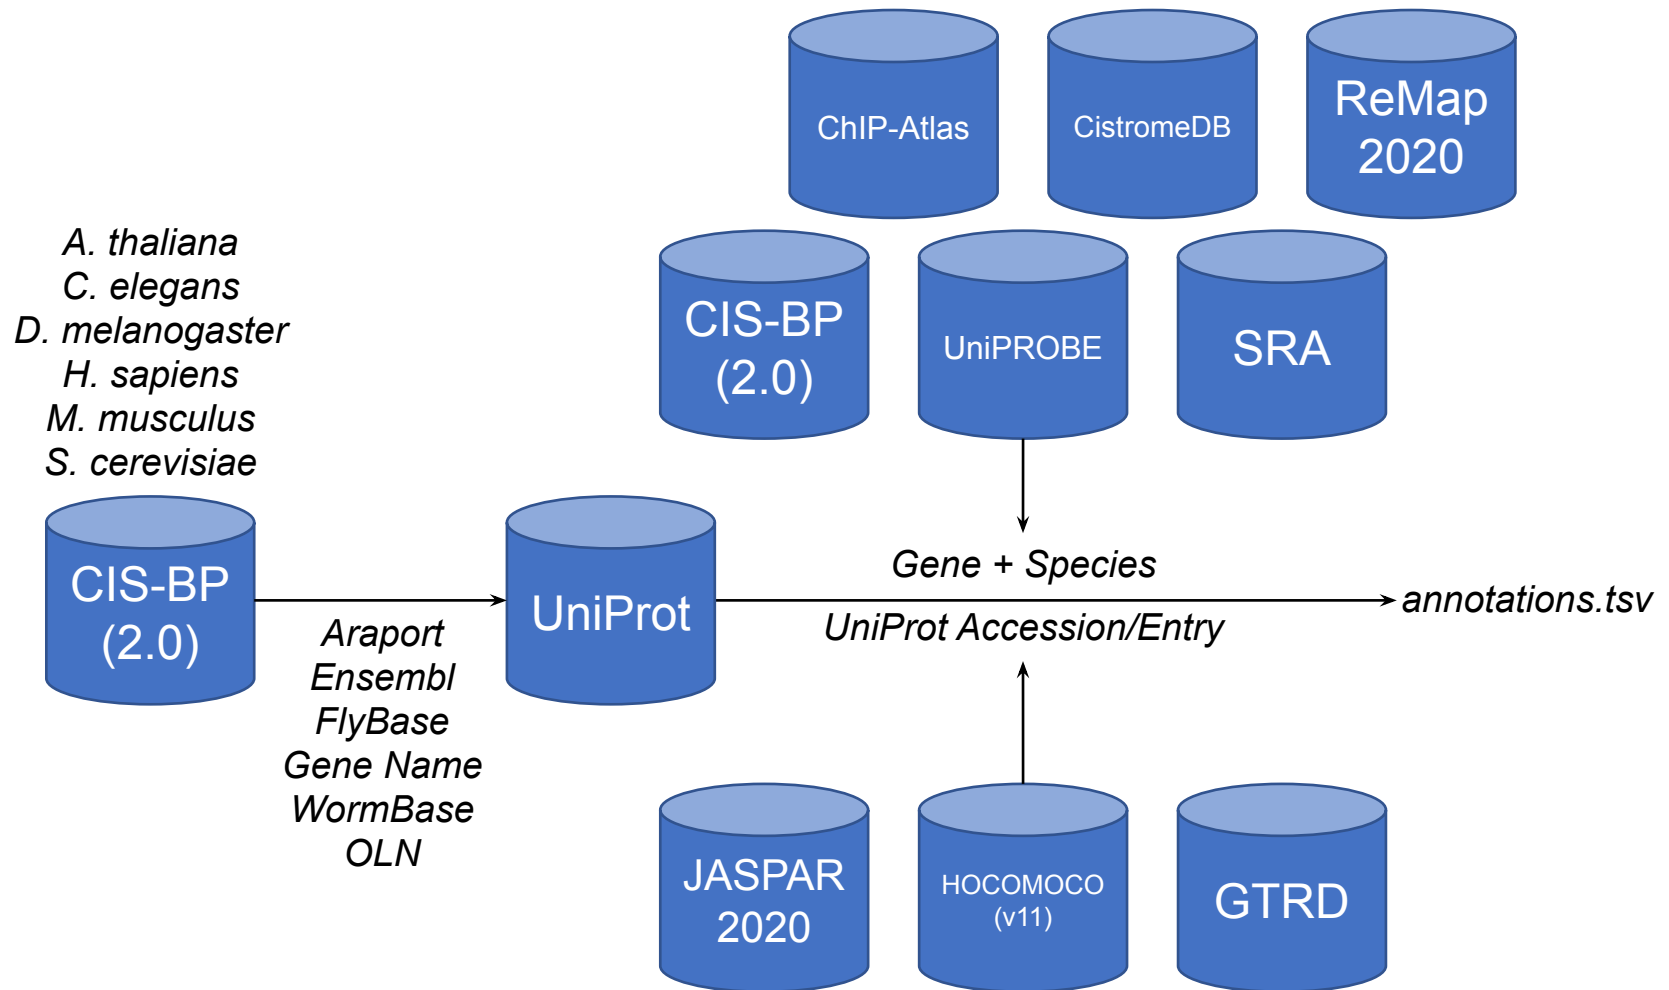 ChIP-Atlas
CistromeDB
ReMap
2020
A. thaliana
C. elegans
D. melanogaster
H. sapiens
M. musculus
S. cerevisiae
CIS-BP
(2.0)
UniPROBE
SRA
CIS-BP
(2.0)
Araport
Ensembl
FlyBase
Gene Name
WormBase
OLN
UniProt
Gene + Species
UniProt Accession/Entry
annotations.tsv
JASPAR
2020
HOCOMOCO
(v11)
GTRD